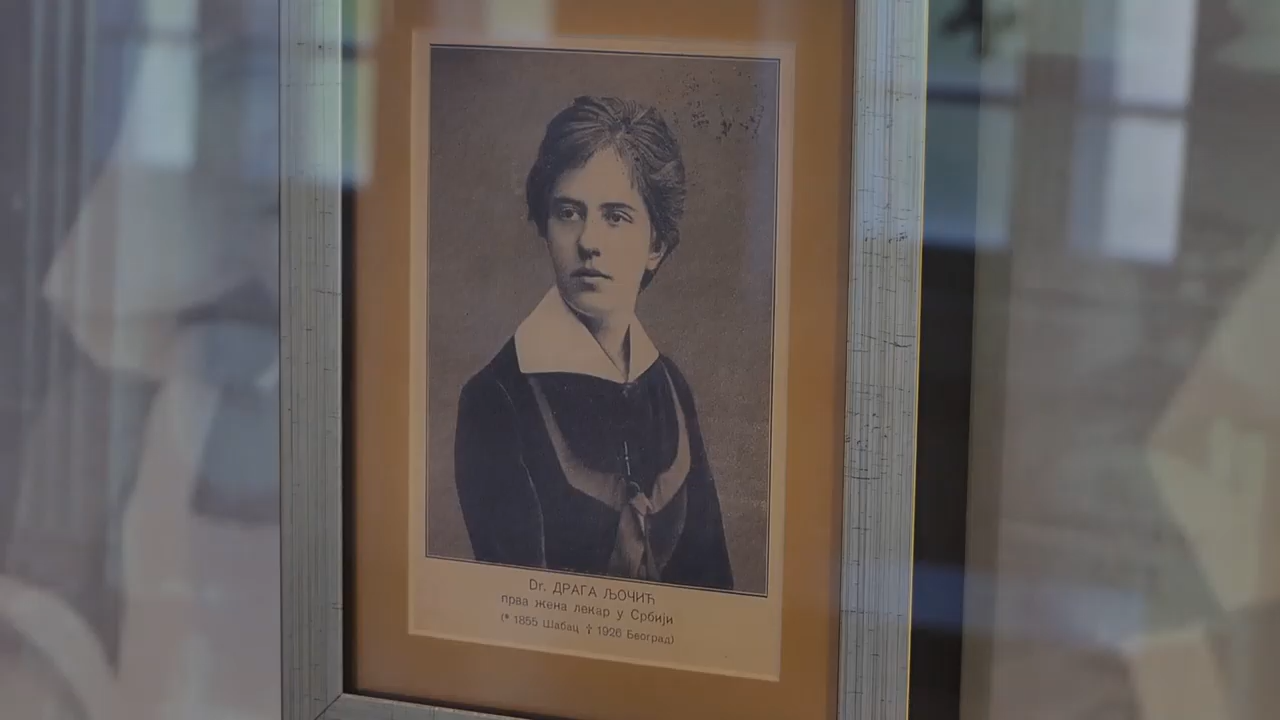 Dr. ДРАГА ЉОЧИЋ
прва жена лекар у Србији
(* 1855 Шабац ✝ 1926 Београд)